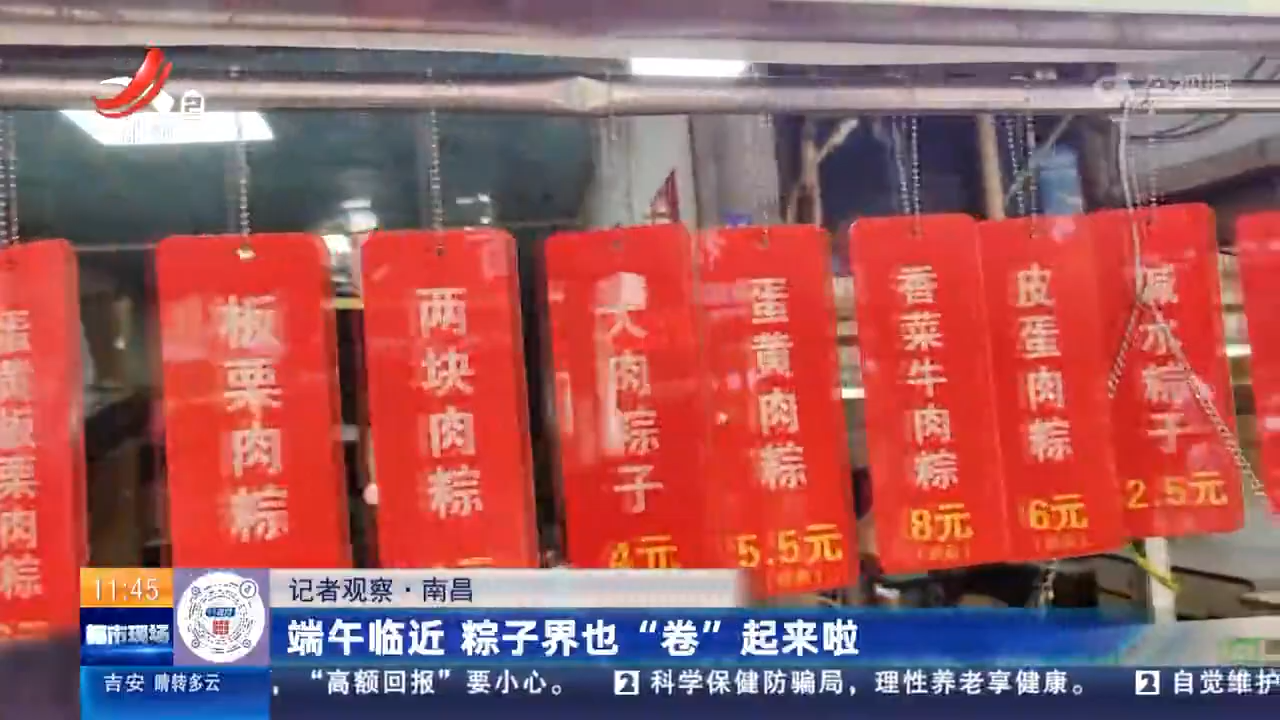 2
蛋黄板栗肉粽
板栗肉粽
两块肉粽
大肉粽子
4元
蛋黄肉粽
5.5元
香菜牛肉粽
8元
皮蛋肉粽
6元
碱水粽子
2.5元
11:45
记者观察·南昌
都市现场
端午临近 粽子界也“卷”起来啦
吉安 晴转多云
，“高额回报”要小心。 2 科学保健防骗局，理性养老享健康。 2 自觉维护